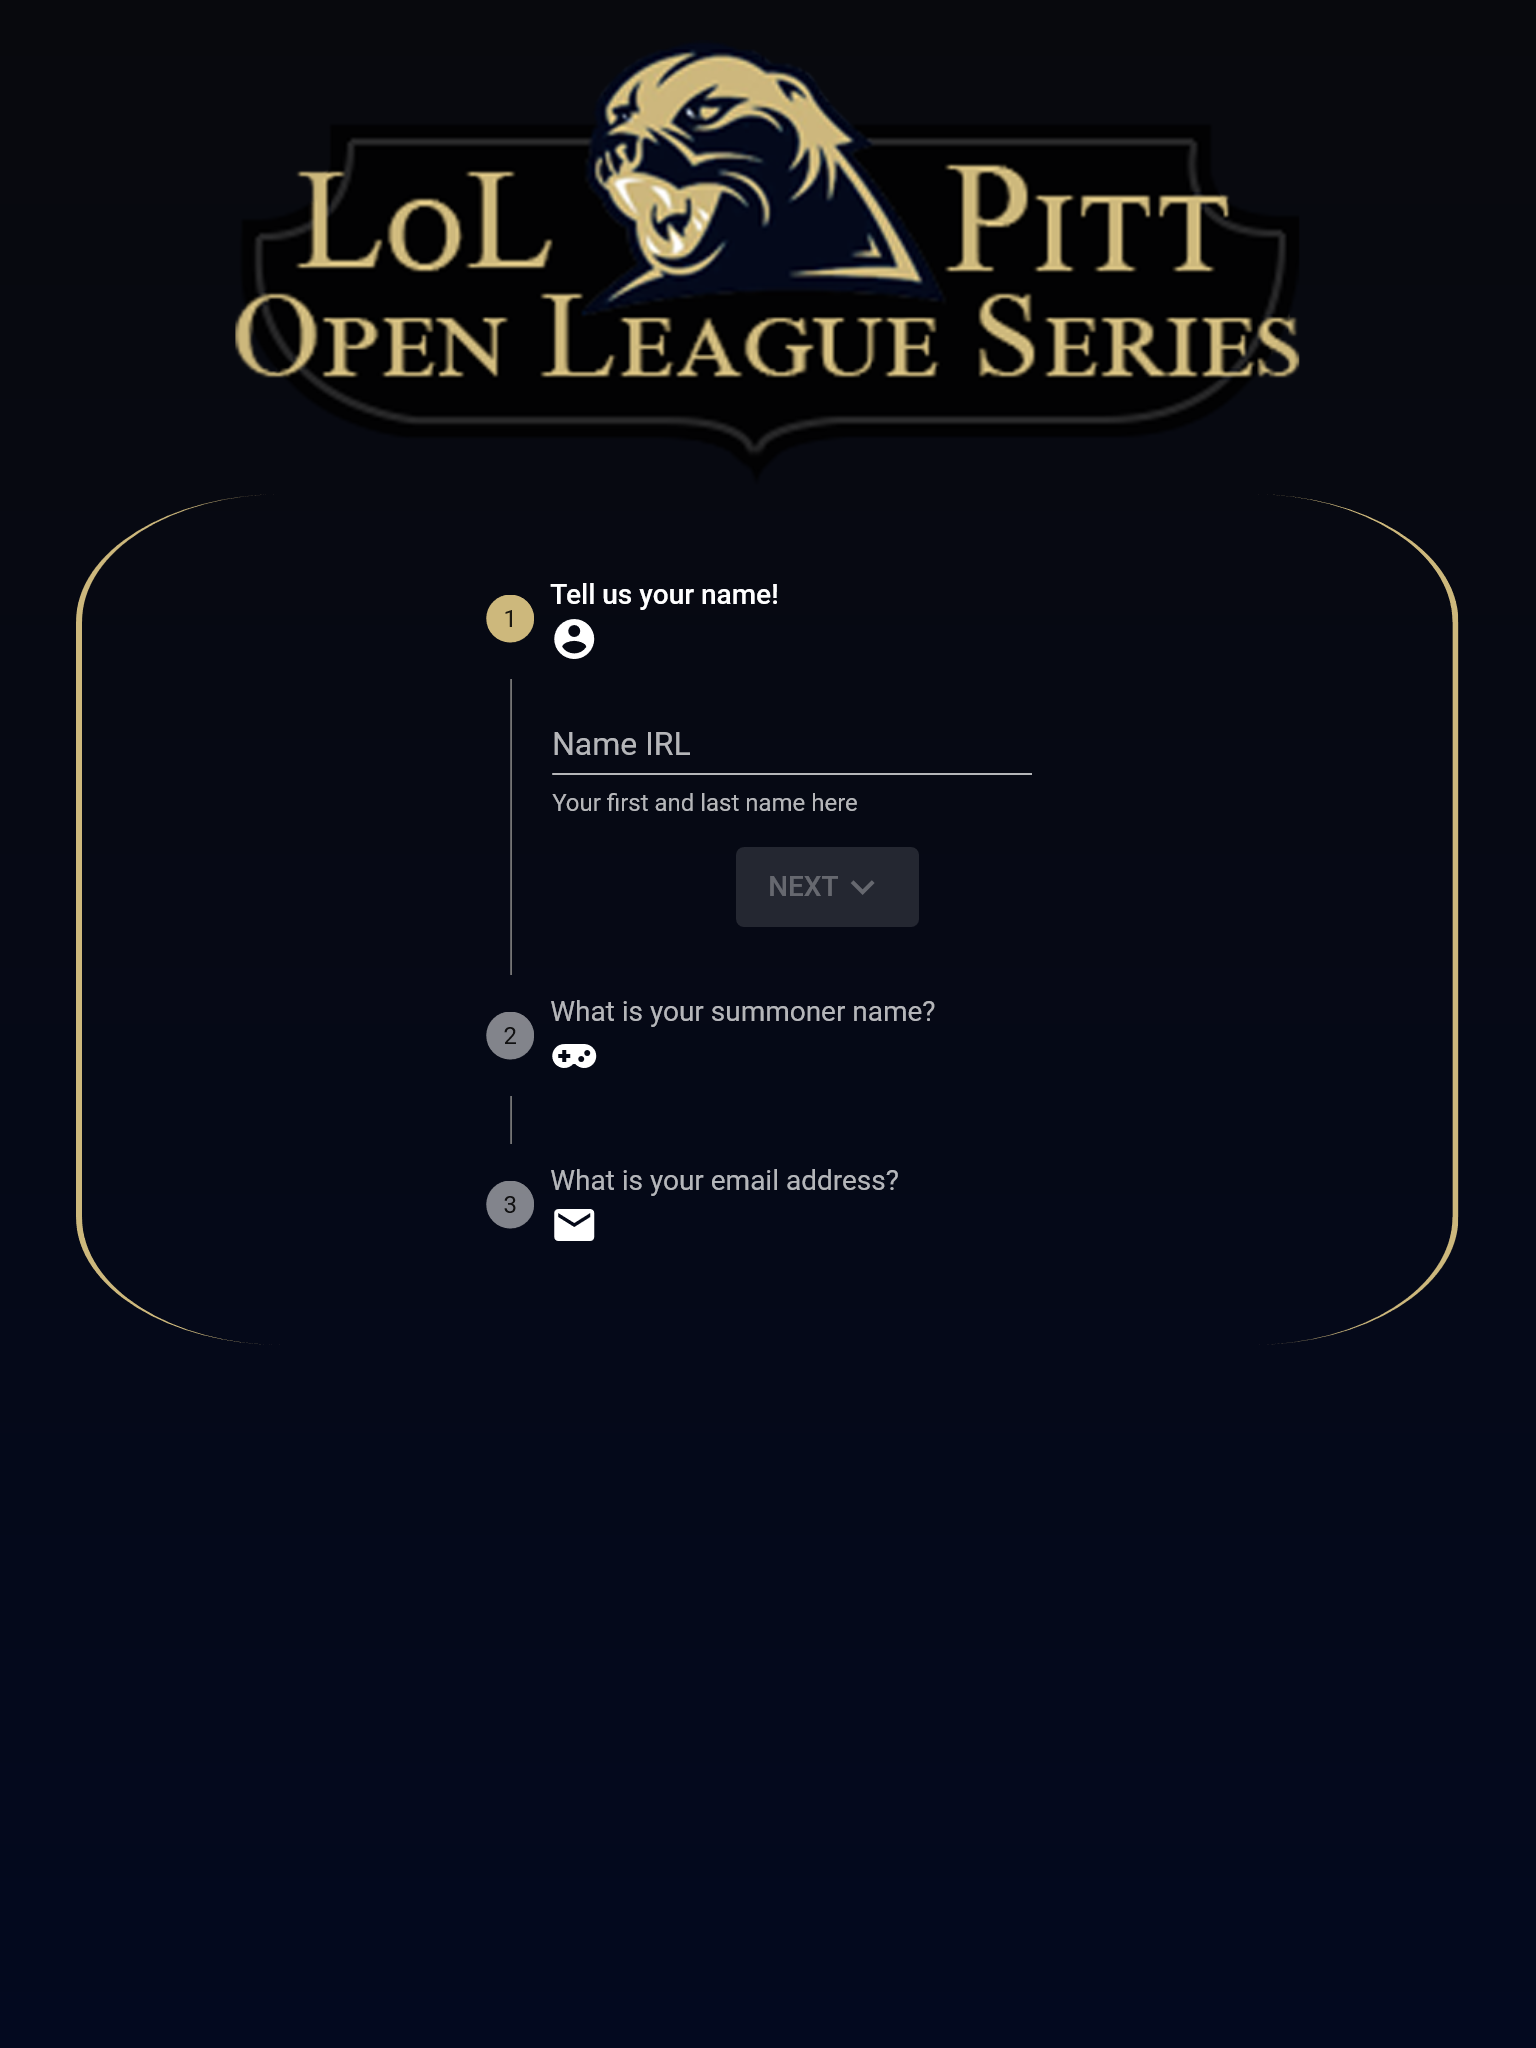 LoL Pitt
Open League Series
1 Tell us your name!
Name IRL
Your first and last name here
NEXT
2 What is your summoner name?
3 What is your email address?